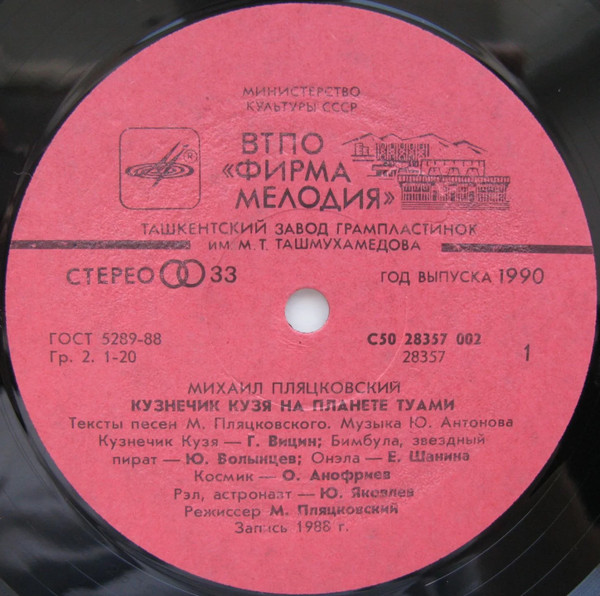 МИНИСТЕРСТВО
КУЛЬТУРЫ СССР
ВТПО
«ФИРМА
МЕЛОДИЯ»
®
ТАШКЕНТСКИЙ ЗАВОД ГРАМПЛАСТИНОК
ИМ. М. Т. ТАШМУХАМЕДОВА
СТЕРЕО 33
ГОД ВЫПУСКА 1990
ГОСТ 5289-88
Гр. 2. 1-20
С50 28357 002
28357
1
МИХАИЛ ПЛЯЦКОВСКИЙ
КУЗНЕЧИК КУЗЯ НА ПЛАНЕТЕ ТУАМИ
Тексты песен М. Пляцковского. Музыка Ю. Антонова
Кузнечик Кузя — Г. Вицин; Бимбула, звездный
пират — Ю. Волынцев; Онэла — Е. Шанина
Космик — О. Анофриев
Рэл, астронавт — Ю. Яковлев
Режиссер М. Пляцковский
Запись 1988 г.